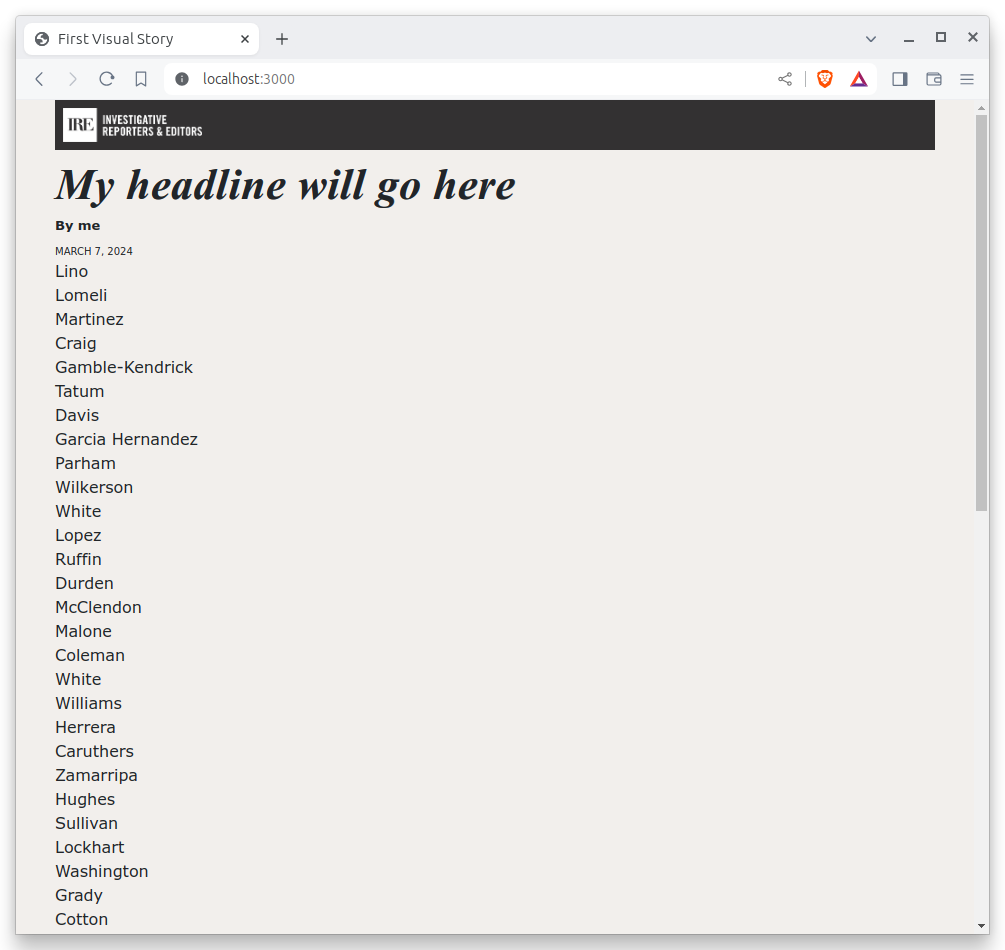 First Visual Story
localhost:3000
IRE INVESTIGATIVE
REPORTERS & EDITORS
My headline will go here
By me
MARCH 7, 2024
Lino
Lomeli
Martinez
Craig
Gamble-Kendrick
Tatum
Davis
Garcia Hernandez
Parham
Wilkerson
White
Lopez
Ruffin
Durden
McClendon
Malone
Coleman
White
Williams
Herrera
Caruthers
Zamarripa
Hughes
Sullivan
Lockhart
Washington
Grady
Cotton